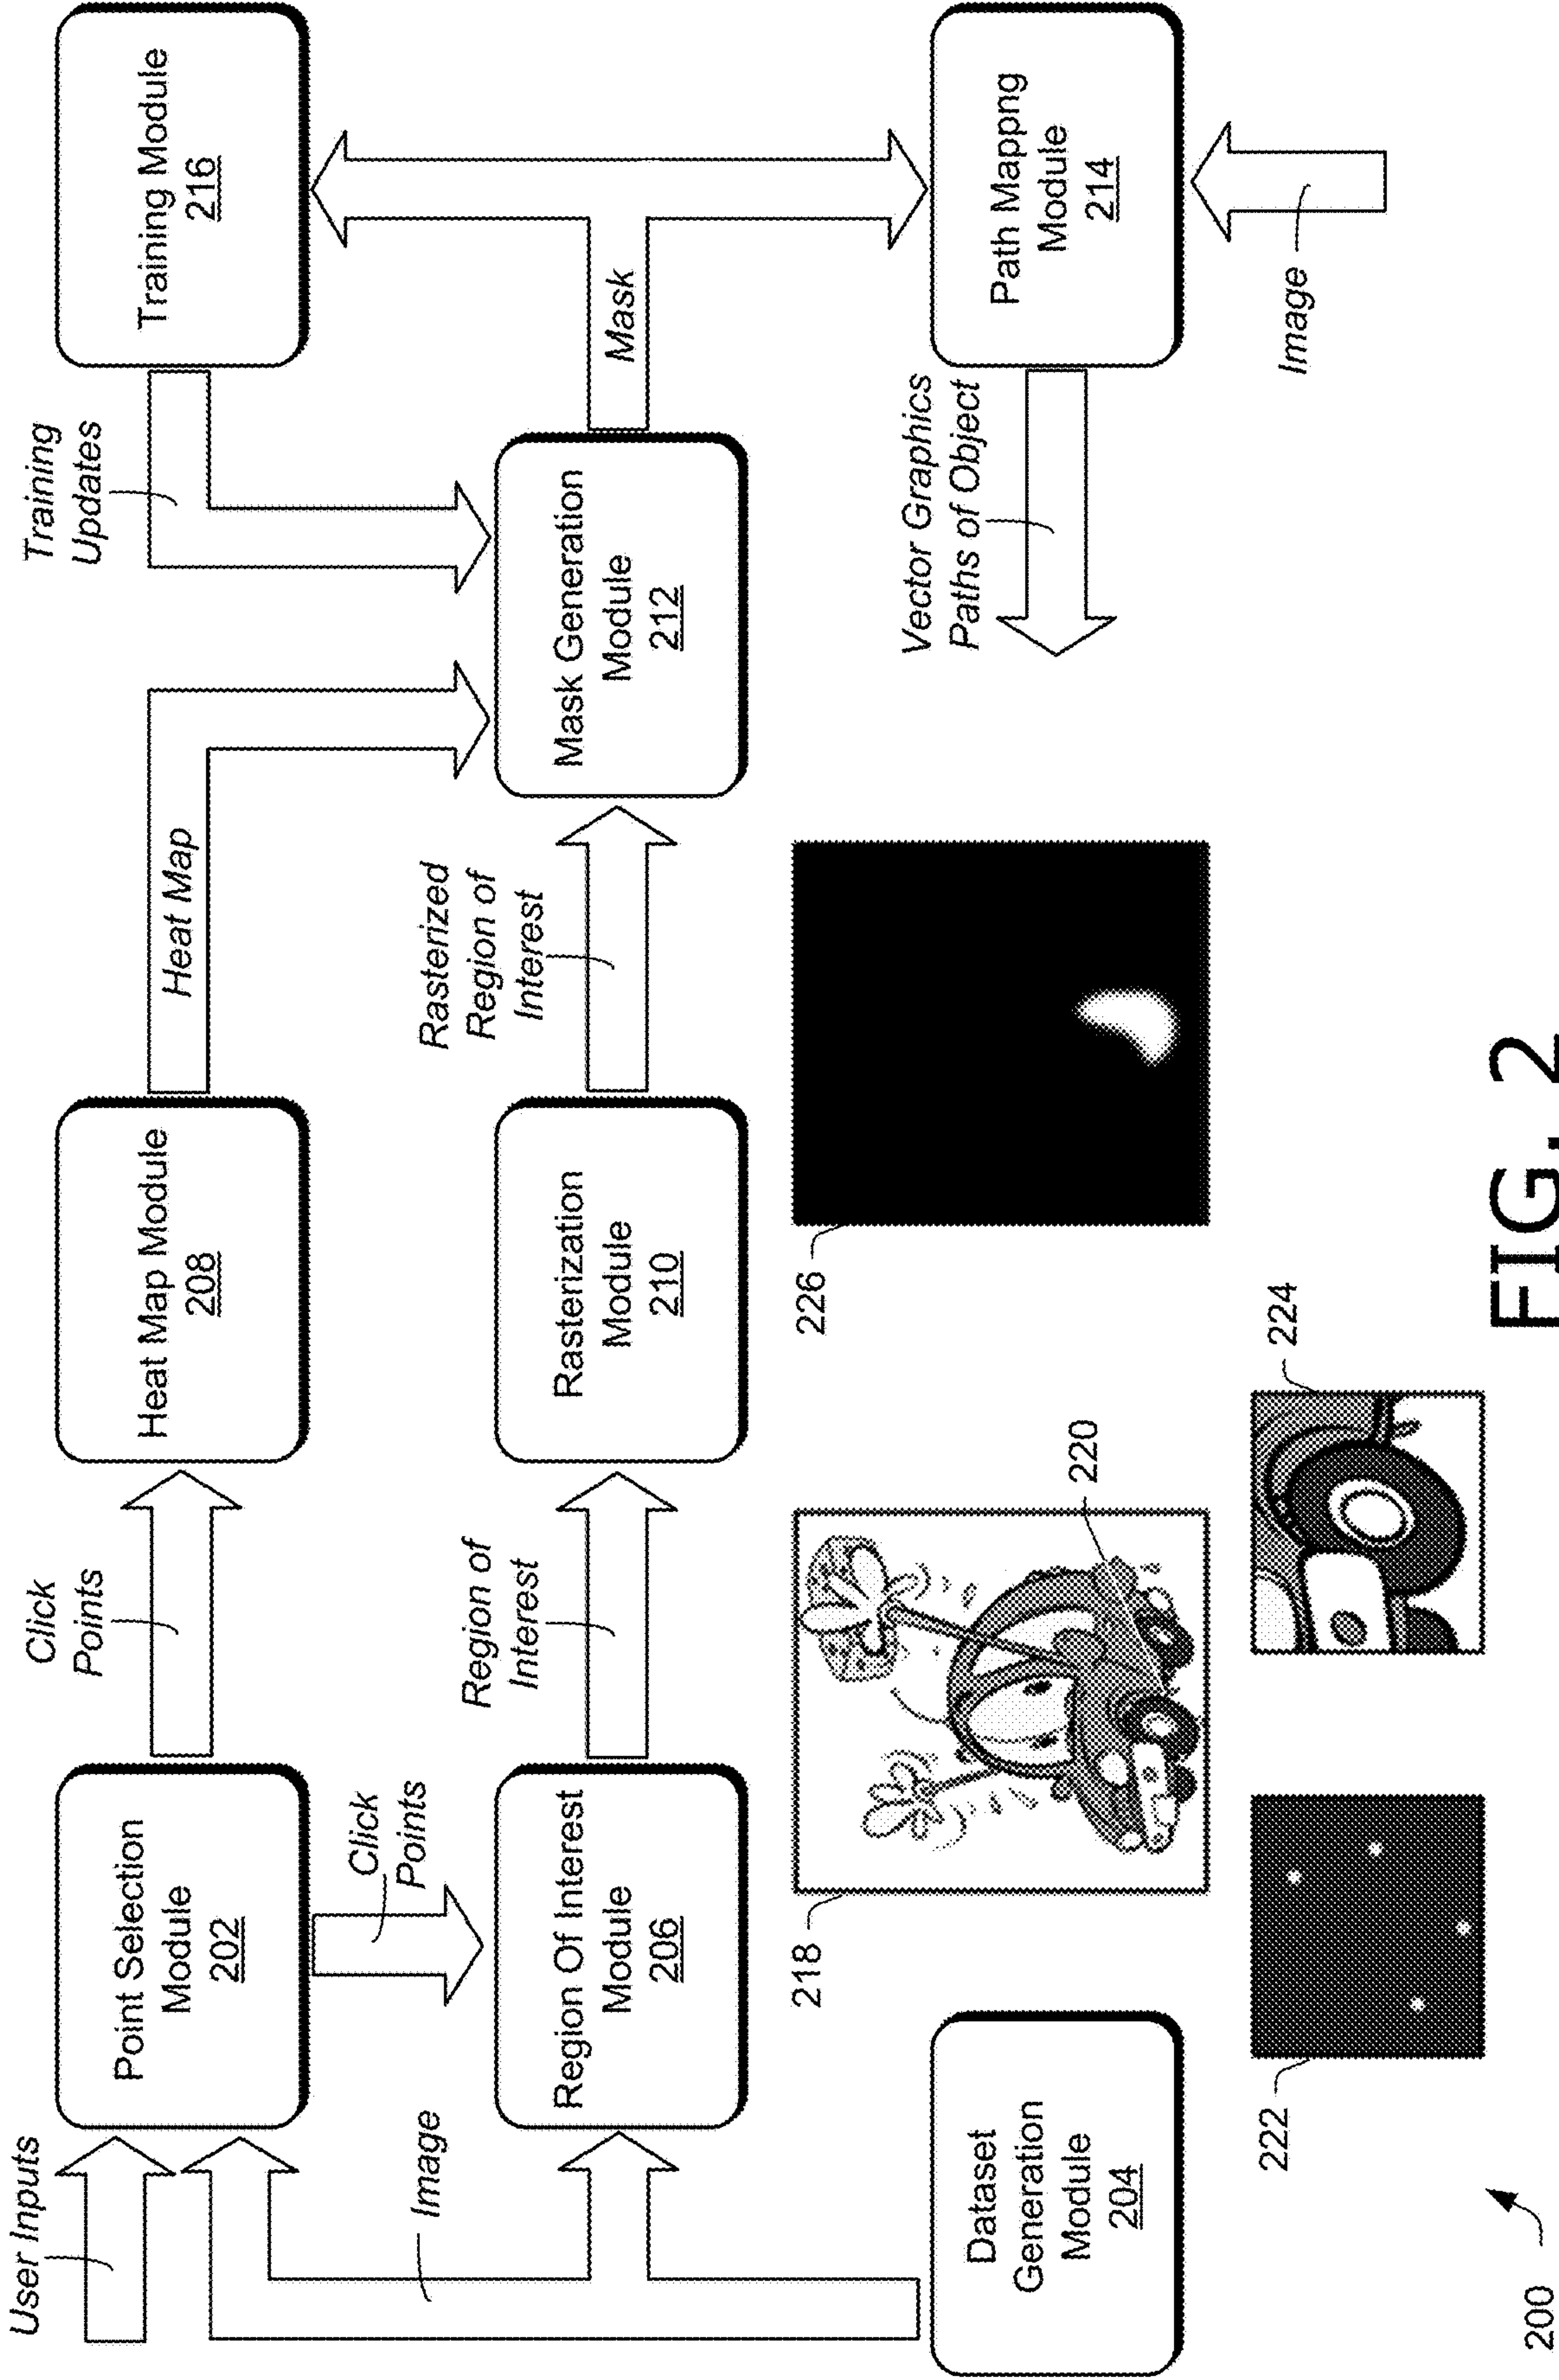 User Inputs
Point Selection
Module
202
Click
Points
Heat Map Module
208
Heat Map
Training
Updates
Training Module
216
Image
Click
Points
Region Of Interest
Module
206
Region of
Interest
Rasterization
Module
210
Rasterized
Region of
Interest
Mask Generation
Module
212
Mask
Dataset
Generation
Module
204
218
220
226
Vector Graphics
Paths of Object
Path Mappng
Module
214
Image
222
224
200
FIG. 2